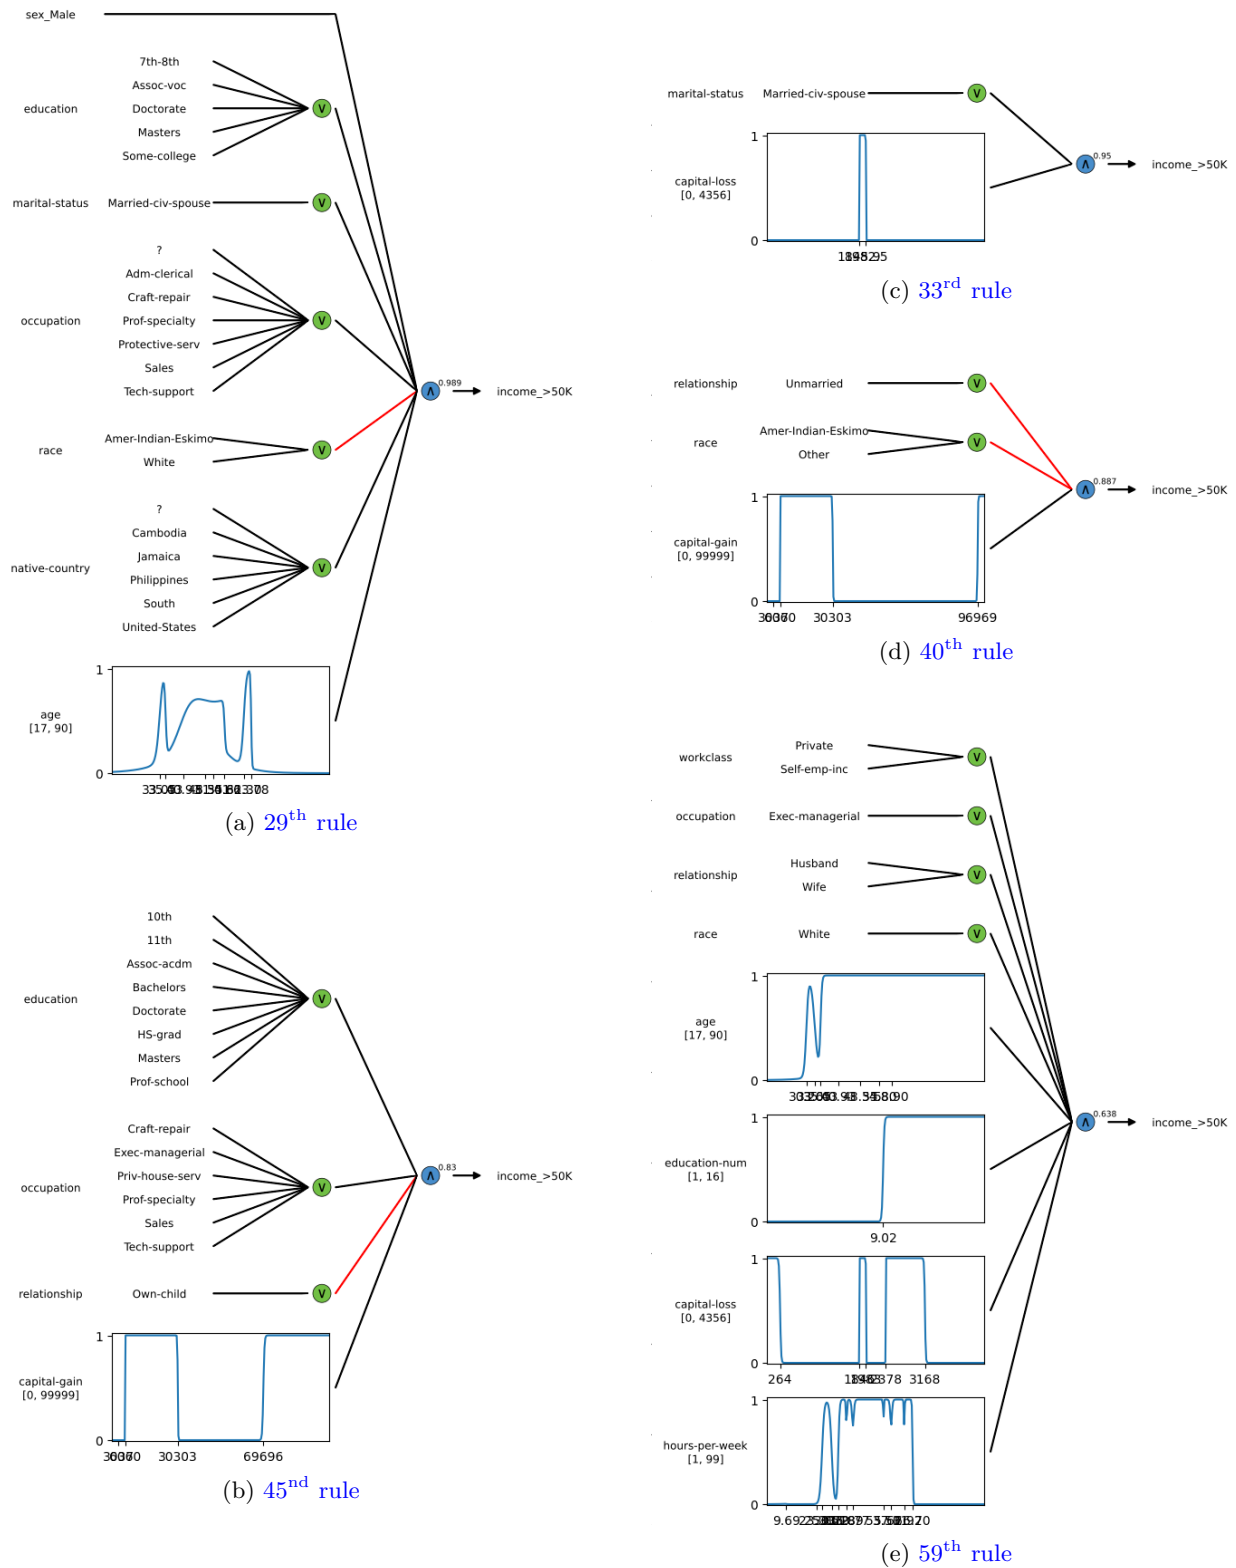 sex_Male
7th-8th
Assoc-voc
education
Doctorate
Masters
Some-college
marital-status Married-civ-spouse
?
Adm-clerical
Craft-repair
occupation
Prof-specialty
Protective-serv
Sales
Tech-support
0.989
income_>50K
Amer-Indian-Eskimo
race
White
?
Cambodia
Jamaica
native-country
Philippines
South
United-States
1
age
[17, 90]
0
(a) 29th rule
10th
11th
Assoc-acdm
Bachelors
education
Doctorate
HS-grad
Masters
Prof-school
Craft-repair
Exec-managerial
Priv-house-serv
occupation
Prof-specialty
Sales
Tech-support
0.83
income_>50K
relationship Own-child
1
capital-gain
[0, 99999]
0
30303 69696
(b) 45nd rule
marital-status Married-civ-spouse
1
capital-loss
[0, 4356]
0
0.95
income_>50K
(c) 33rd rule
relationship Unmarried
Amer-Indian-Eskimo
race
Other
0.887
income_>50K
1
capital-gain
[0, 99999]
0
30303 96969
(d) 40th rule
Private
workclass
Self-emp-inc
occupation Exec-managerial
Husband
relationship
Wife
race White
1
age
[17, 90]
0
0.638
income_>50K
1
education-num
[1, 16]
0
9.02
1
capital-loss
[0, 4356]
0
264 3168
1
hours-per-week
[1, 99]
0
9.69
(e) 59th rule